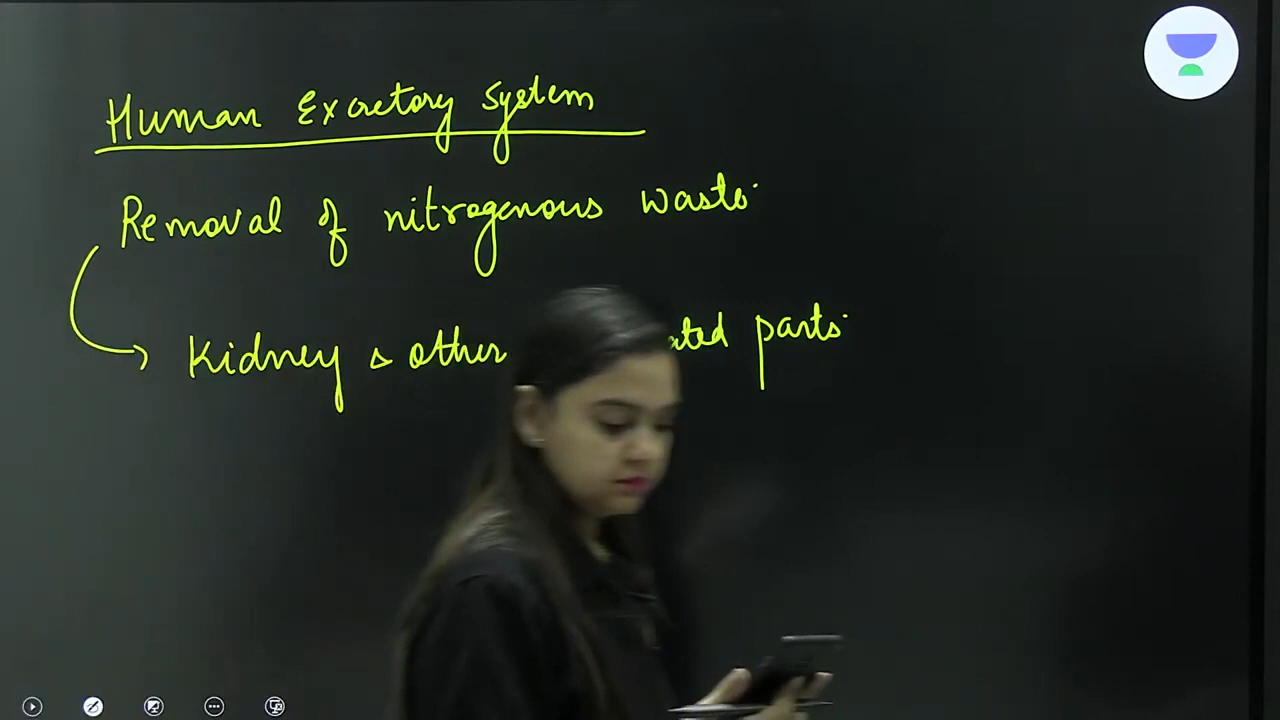 Human Excretory System
Removal of nitrogenous waste.
Kidney & other parts.